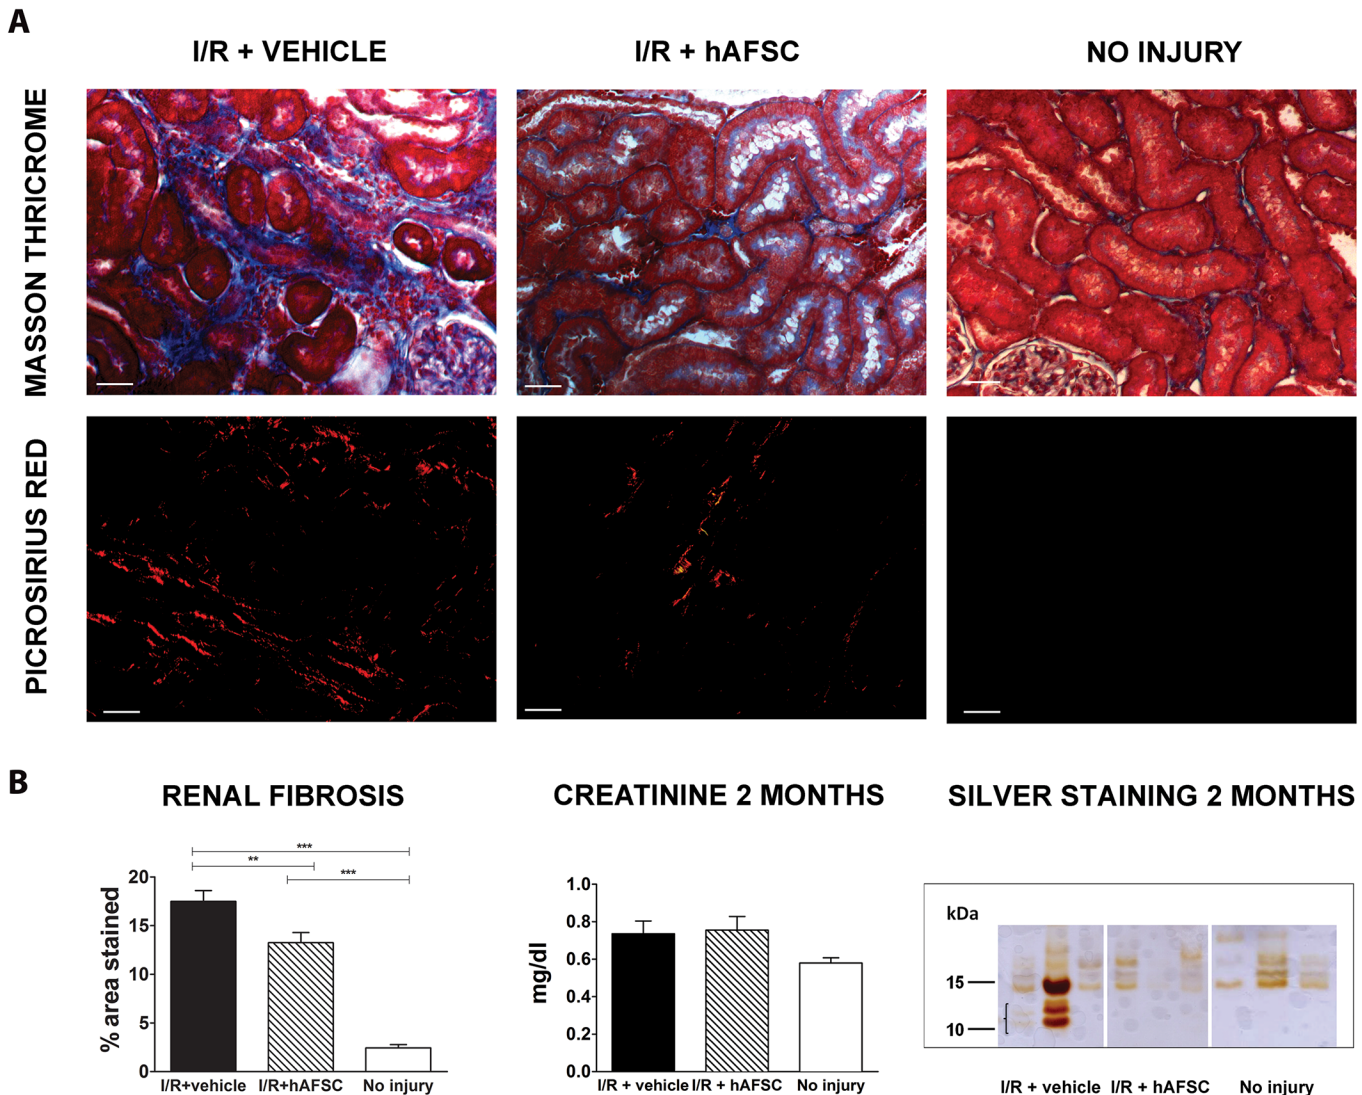 A
I/R + VEHICLE
I/R + hAFSC
NO INJURY
MASSON THRICROME
PICROSIRIUS RED
B
RENAL FIBROSIS
***
**
***
% area stained
20
15
10
5
0
I/R+vehicle
I/R+hAFSC
No injury
CREATININE 2 MONTHS
mg/dl
1.0
0.8
0.6
0.4
0.2
0.0
I/R + vehicle
I/R + hAFSC
No injury
SILVER STAINING 2 MONTHS
kDa
15
10
I/R + vehicle
I/R + hAFSC
No injury